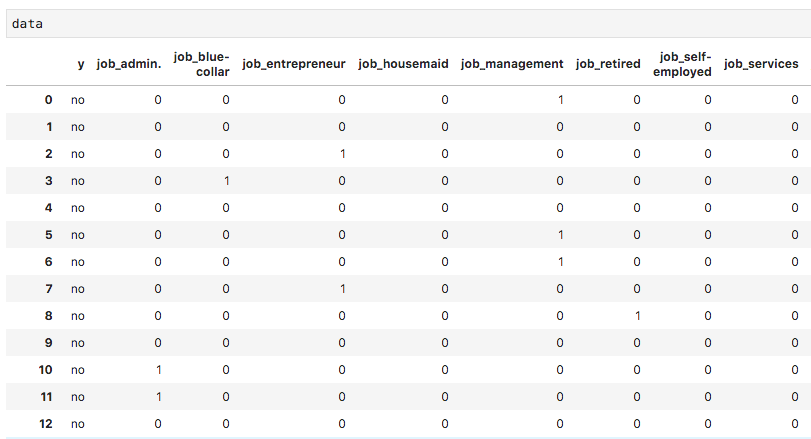 data
y job_admin. job_blue-collar job_entrepreneur job_housemaid job_management job_retired job_self-employed job_services
0 no 0 0 0 0 1 0 0 0
1 no 0 0 0 0 0 0 0 0
2 no 0 0 1 0 0 0 0 0
3 no 0 1 0 0 0 0 0 0
4 no 0 0 0 0 0 0 0 0
5 no 0 0 0 0 1 0 0 0
6 no 0 0 0 0 1 0 0 0
7 no 0 0 1 0 0 0 0 0
8 no 0 0 0 0 0 1 0 0
9 no 0 0 0 0 0 0 0 0
10 no 1 0 0 0 0 0 0 0
11 no 1 0 0 0 0 0 0 0
12 no 0 0 0 0 0 0 0 0